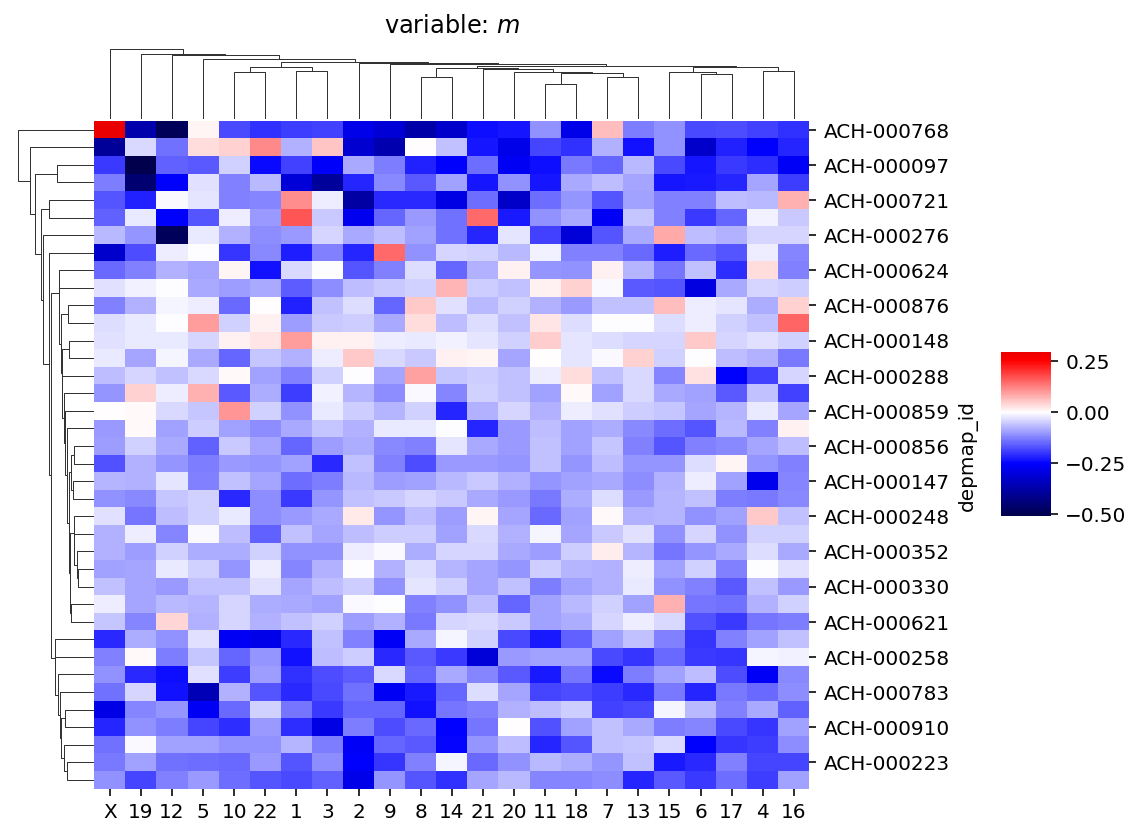 variable: m
ACH-000768
ACH-000097
ACH-000721
ACH-000276
ACH-000624
ACH-000876
ACH-000148
ACH-000288
ACH-000859
ACH-000856
ACH-000147
ACH-000248
ACH-000352
ACH-000330
ACH-000621
ACH-000258
ACH-000783
ACH-000910
ACH-000223
depmap_id
0.25
0.00
−0.25
−0.50
X 19 12 5 10 22 1 3 2 9 8 14 21 20 11 18 7 13 15 6 17 4 16